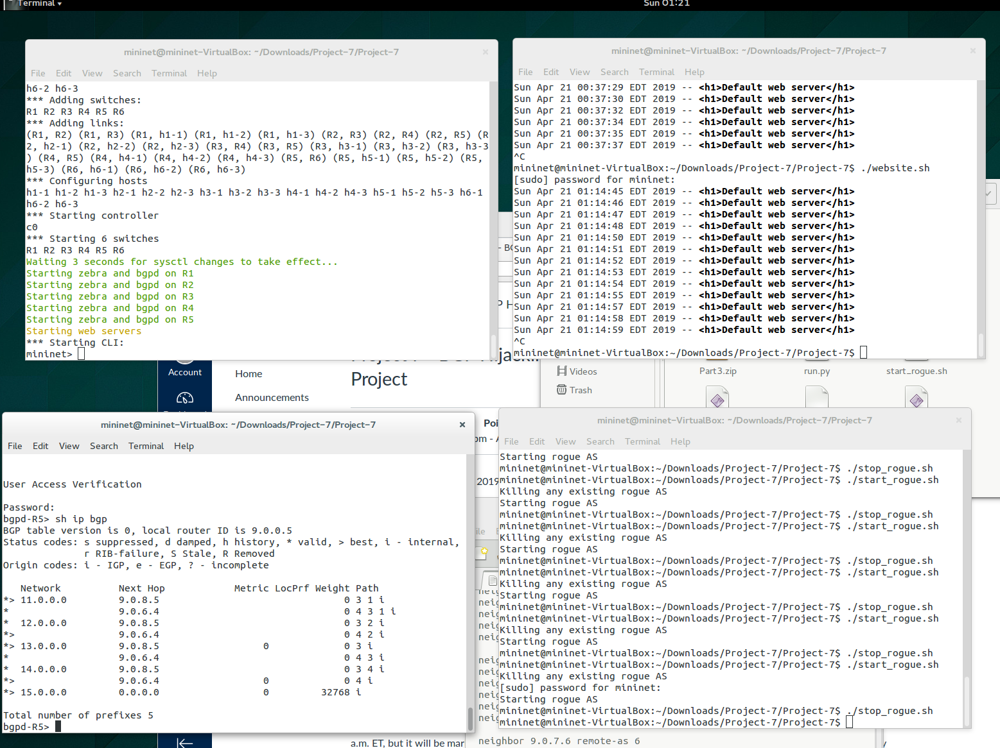 Terminal
Sun 01:21
mininet@mininet-VirtualBox: ~/Downloads/Project-7/Project-7
File Edit View Search Terminal Help
h6-2 h6-3
*** Adding switches:
R1 R2 R3 R4 R5 R6
*** Adding links:
(R1, R2) (R1, R3) (R1, h1-1) (R1, h1-2) (R1, h1-3) (R2, R3) (R2, R4) (R2, R5) (R
2, h2-1) (R2, h2-2) (R2, h2-3) (R3, R4) (R3, R5) (R3, h3-1) (R3, h3-2) (R3, h3-3
) (R4, R5) (R4, h4-1) (R4, h4-2) (R4, h4-3) (R5, R6) (R5, h5-1) (R5, h5-2) (R5,
h5-3) (R6, h6-1) (R6, h6-2) (R6, h6-3)
*** Configuring hosts
h1-1 h1-2 h1-3 h2-1 h2-2 h2-3 h3-1 h3-2 h3-3 h4-1 h4-2 h4-3 h5-1 h5-2 h5-3 h6-1
h6-2 h6-3
*** Starting controller
c0
*** Starting 6 switches
R1 R2 R3 R4 R5 R6
Waiting 3 seconds for sysctl changes to take effect...
Starting zebra and bgpd on R1
Starting zebra and bgpd on R2
Starting zebra and bgpd on R3
Starting zebra and bgpd on R4
Starting zebra and bgpd on R5
Starting web servers
*** Starting CLI:
mininet>
mininet@mininet-VirtualBox: ~/Downloads/Project-7/Project-7
File Edit View Search Terminal Help
Sun Apr 21 00:37:29 EDT 2019 -- <h1>Default web server</h1>
Sun Apr 21 00:37:30 EDT 2019 -- <h1>Default web server</h1>
Sun Apr 21 00:37:32 EDT 2019 -- <h1>Default web server</h1>
Sun Apr 21 00:37:34 EDT 2019 -- <h1>Default web server</h1>
Sun Apr 21 00:37:35 EDT 2019 -- <h1>Default web server</h1>
Sun Apr 21 00:37:37 EDT 2019 -- <h1>Default web server</h1>
^C
mininet@mininet-VirtualBox:~/Downloads/Project-7/Project-7$ ./website.sh
[sudo] password for mininet:
Sun Apr 21 01:14:45 EDT 2019 -- <h1>Default web server</h1>
Sun Apr 21 01:14:46 EDT 2019 -- <h1>Default web server</h1>
Sun Apr 21 01:14:47 EDT 2019 -- <h1>Default web server</h1>
Sun Apr 21 01:14:48 EDT 2019 -- <h1>Default web server</h1>
Sun Apr 21 01:14:50 EDT 2019 -- <h1>Default web server</h1>
Sun Apr 21 01:14:51 EDT 2019 -- <h1>Default web server</h1>
Sun Apr 21 01:14:52 EDT 2019 -- <h1>Default web server</h1>
Sun Apr 21 01:14:53 EDT 2019 -- <h1>Default web server</h1>
Sun Apr 21 01:14:54 EDT 2019 -- <h1>Default web server</h1>
Sun Apr 21 01:14:55 EDT 2019 -- <h1>Default web server</h1>
Sun Apr 21 01:14:57 EDT 2019 -- <h1>Default web server</h1>
Sun Apr 21 01:14:58 EDT 2019 -- <h1>Default web server</h1>
Sun Apr 21 01:14:59 EDT 2019 -- <h1>Default web server</h1>
^C
mininet@mininet-VirtualBox:~/Downloads/Project-7/Project-7$
Account
Home
Announcements
Project
Videos
Trash
Part3.zip
run.py
start_rogue.sh
mininet@mininet-VirtualBox: ~/Downloads/Project-7/Project-7
File Edit View Search Terminal Help
User Access Verification
Password:
bgpd-R5> sh ip bgp
BGP table version is 0, local router ID is 9.0.0.5
Status codes: s suppressed, d damped, h history, * valid, > best, i - internal,
r RIB-failure, S Stale, R Removed
Origin codes: i - IGP, e - EGP, ? - incomplete
Network Next Hop Metric LocPrf Weight Path
*> 11.0.0.0 9.0.8.5 0 3 1 i
* 9.0.6.4 0 4 3 1 i
* 12.0.0.0 9.0.8.5 0 3 2 i
*> 9.0.6.4 0 4 2 i
*> 13.0.0.0 9.0.8.5 0 0 3 i
* 9.0.6.4 0 4 3 i
* 14.0.0.0 9.0.8.5 0 3 4 i
*> 9.0.6.4 0 0 4 i
*> 15.0.0.0 0.0.0.0 0 32768 i
Total number of prefixes 5
bgpd-R5>
Poi
pm - A
2019
mininet@mininet-VirtualBox: ~/Downloads/Project-7/Project-7
File Edit View Search Terminal Help
Starting rogue AS
mininet@mininet-VirtualBox:~/Downloads/Project-7/Project-7$ ./stop_rogue.sh
mininet@mininet-VirtualBox:~/Downloads/Project-7/Project-7$ ./start_rogue.sh
Killing any existing rogue AS
Starting rogue AS
mininet@mininet-VirtualBox:~/Downloads/Project-7/Project-7$ ./stop_rogue.sh
mininet@mininet-VirtualBox:~/Downloads/Project-7/Project-7$ ./start_rogue.sh
Killing any existing rogue AS
Starting rogue AS
mininet@mininet-VirtualBox:~/Downloads/Project-7/Project-7$ ./stop_rogue.sh
mininet@mininet-VirtualBox:~/Downloads/Project-7/Project-7$ ./start_rogue.sh
Killing any existing rogue AS
Starting rogue AS
mininet@mininet-VirtualBox:~/Downloads/Project-7/Project-7$ ./stop_rogue.sh
mininet@mininet-VirtualBox:~/Downloads/Project-7/Project-7$ ./start_rogue.sh
Killing any existing rogue AS
Starting rogue AS
mininet@mininet-VirtualBox:~/Downloads/Project-7/Project-7$ ./stop_rogue.sh
mininet@mininet-VirtualBox:~/Downloads/Project-7/Project-7$ ./start_rogue.sh
Killing any existing rogue AS
[sudo] password for mininet:
Starting rogue AS
mininet@mininet-VirtualBox:~/Downloads/Project-7/Project-7$ ./stop_rogue.sh
mininet@mininet-VirtualBox:~/Downloads/Project-7/Project-7$
a.m. ET, but it will be mar
neighbor 9.0.7.6 remote-as 6